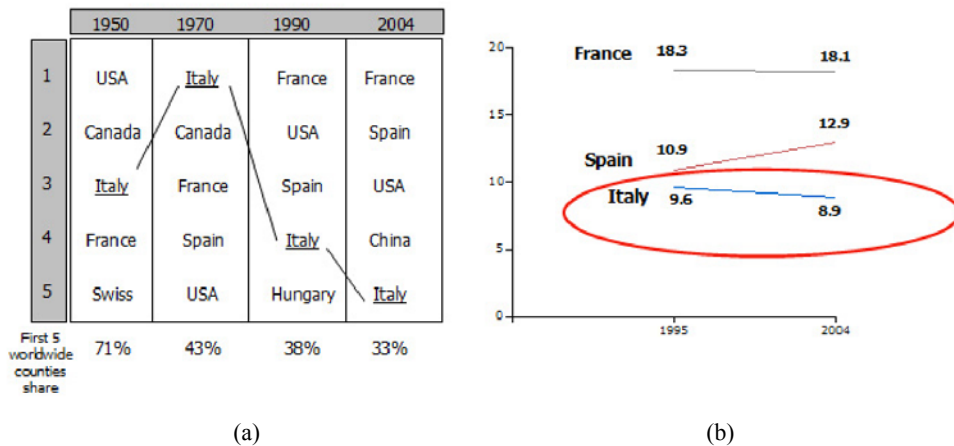 1950 1970 1990 2004
1 USA Italy France France
2 Canada Canada USA Spain
3 Italy France Spain USA
4 France Spain Italy China
5 Swiss USA Hungary Italy
First 5
worldwide
counties
share
71% 43% 38% 33%
(a)
20
15
10
5
0
France 18.3 18.1
Spain 10.9 12.9
Italy 9.6 8.9
1995 2004
(b)